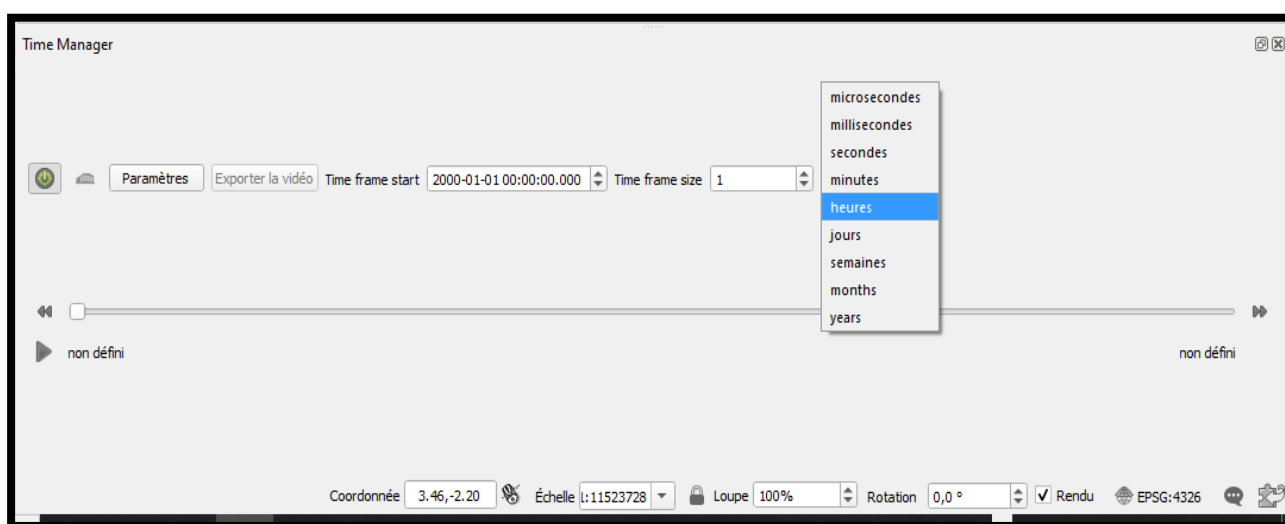 Time Manager
microsecondes
millisecondes
secondes
Paramètres Exporter la vidéo Time frame start 2000-01-01 00:00:00.000 Time frame size 1 minutes
heures
jours
semaines
months
years
non défini non défini
Coordonnée 3.46,-2.20 Échelle l:11523728 Loupe 100% Rotation 0,0 ° Rendu EPSG:4326